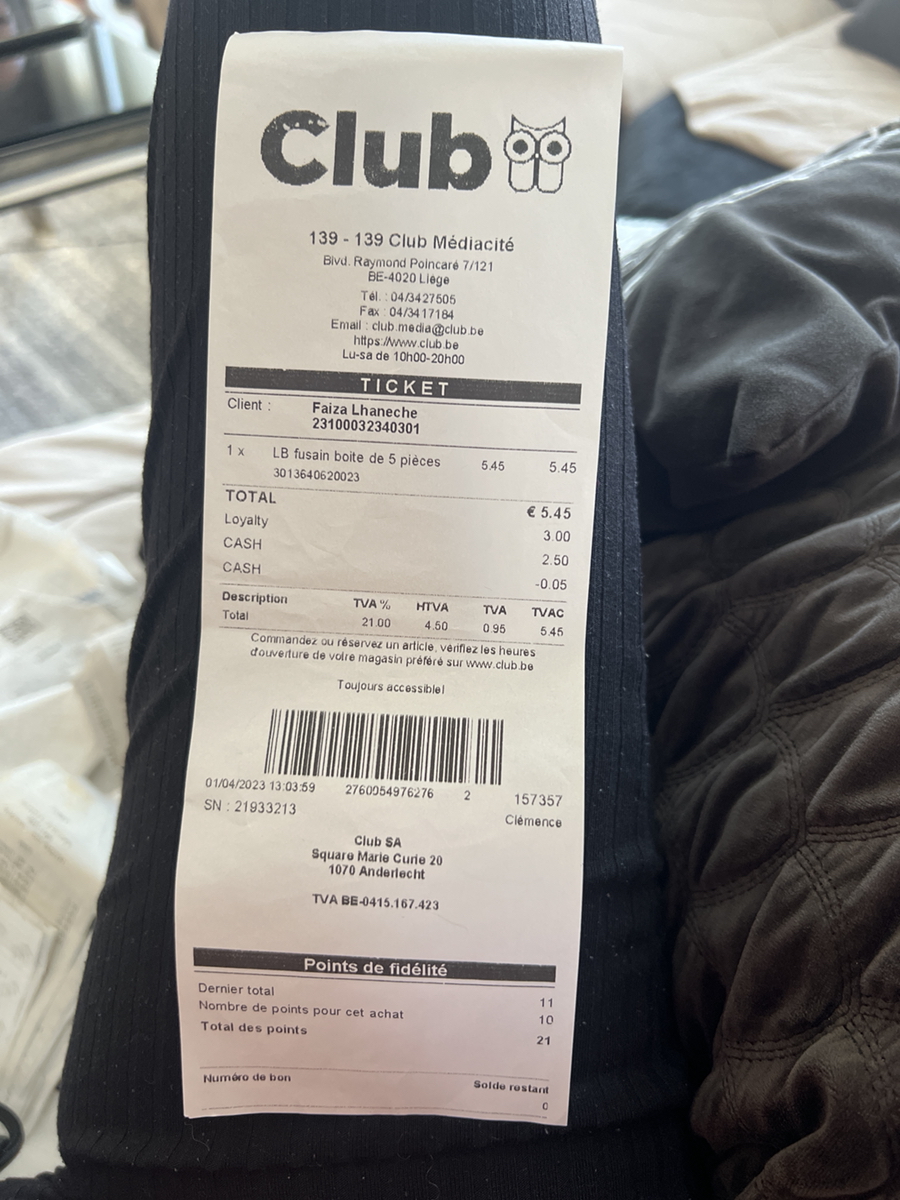 Club
139 - 139 Club Médiacité
Blvd. Raymond Poincaré 7/121
BE-4020 Liège
Tél. : 04/3427505
Fax : 04/3417184
Email : club.media@club.be
https://www.club.be
Lu-sa de 10h00-20h00
TICKET
Client : Faiza Lhaneche
23100032340301
1 x LB fusain boite de 5 pièces 5.45 5.45
3013640620023
TOTAL € 5.45
Loyalty 3.00
CASH 2.50
CASH -0.05
Description TVA % HTVA TVA TVAC
Total 21.00 4.50 0.95 5.45
Commandez ou réservez un article, vérifiez les heures
d'ouverture de votre magasin préféré sur www.club.be
Toujours accessible!
01/04/2023 13:03:59 2760054976276 2 157357
SN : 21933213 Clémence
Club SA
Square Marie Curie 20
1070 Anderlecht
TVA BE-0415.167.423
Points de fidélité
Dernier total 11
Nombre de points pour cet achat 10
Total des points 21
Numéro de bon Solde restant
0